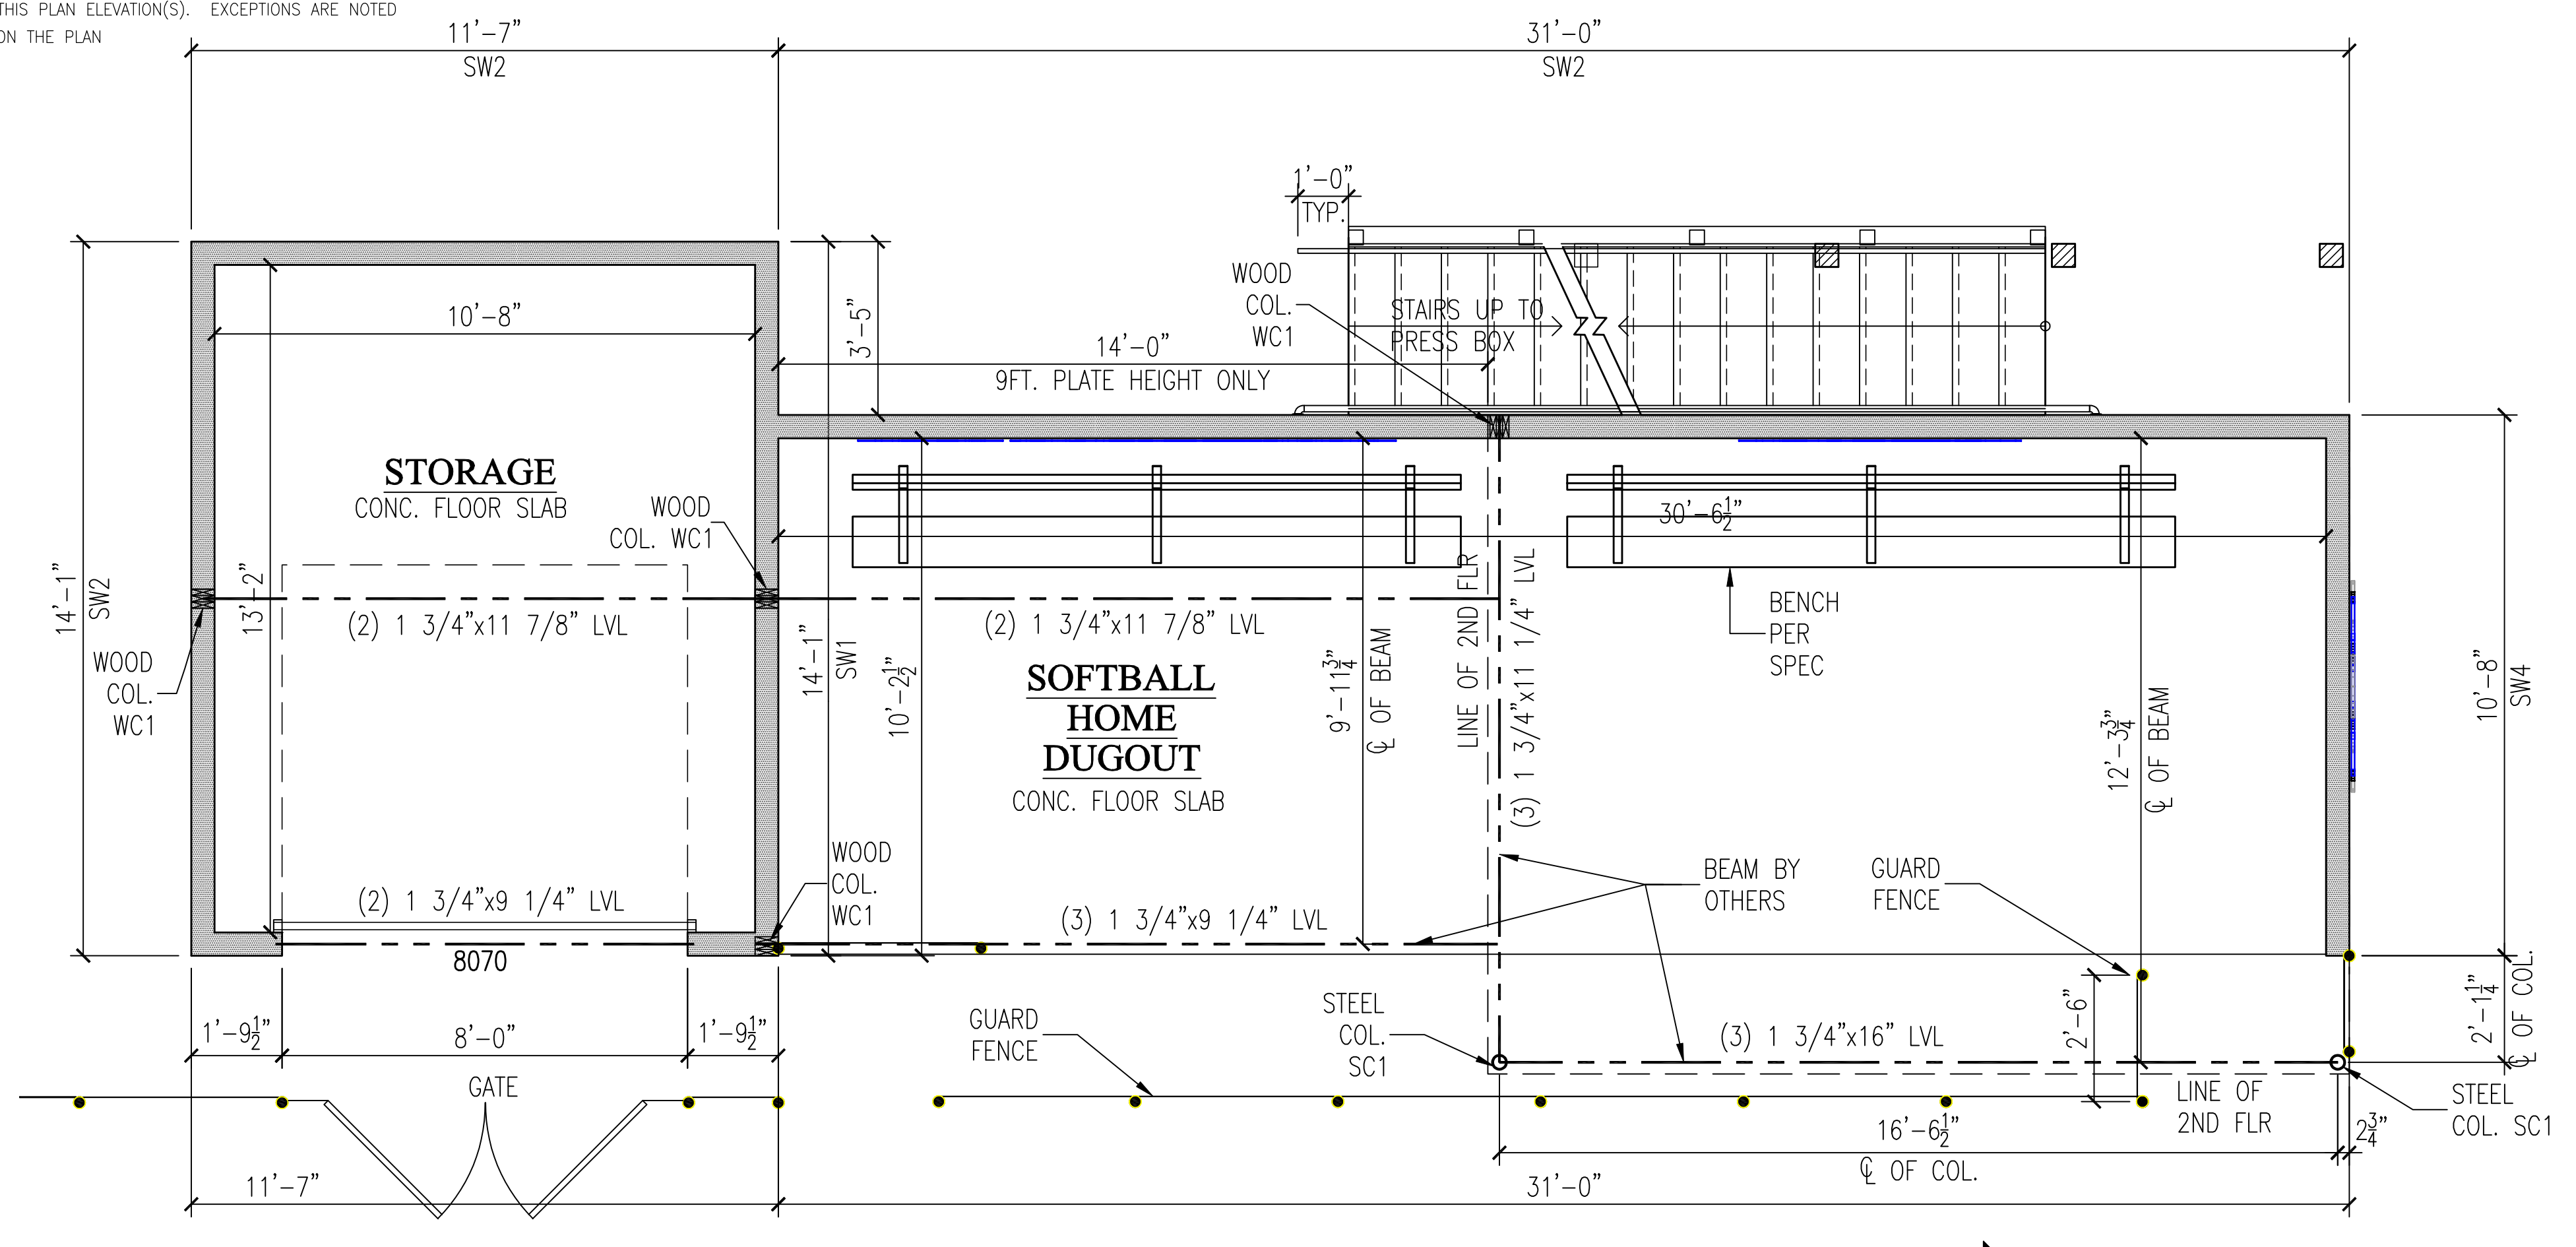 THIS PLAN ELEVATION(S). EXCEPTIONS ARE NOTED
ON THE PLAN
11'-7"
SW2
31'-0"
SW2
1'-0"
TYP.
WOOD
COL.
WC1
STAIRS UP TO
PRESS BOX
10'-8"
3'-5"
14'-0"
9FT. PLATE HEIGHT ONLY
STORAGE
CONC. FLOOR SLAB
WOOD
COL. WC1
30'-6½"
14'-1"
SW2
13'-2"
(2) 1 3/4"x11 7/8" LVL
(2) 1 3/4"x11 7/8" LVL
WOOD
COL.
WC1
14'-1"
SW1
10'-2½"
SOFTBALL
HOME
DUGOUT
CONC. FLOOR SLAB
9'-11¾"
℄ OF BEAM
LINE OF 2ND FLR
(3) 1 3/4"x11 1/4" LVL
BENCH
PER
SPEC
12'-3¾"
℄ OF BEAM
10'-8"
SW4
WOOD
COL.
WC1
(2) 1 3/4"x9 1/4" LVL
8070
(3) 1 3/4"x9 1/4" LVL
BEAM BY
OTHERS
GUARD
FENCE
1'-9½"
8'-0"
1'-9½"
GUARD
FENCE
STEEL
COL.
SC1
(3) 1 3/4"x16" LVL
2'-6"
2'-1¼"
℄ OF COL.
GATE
LINE OF
2ND FLR
STEEL
COL. SC1
16'-6½"
℄ OF COL.
2¾"
11'-7"
31'-0"